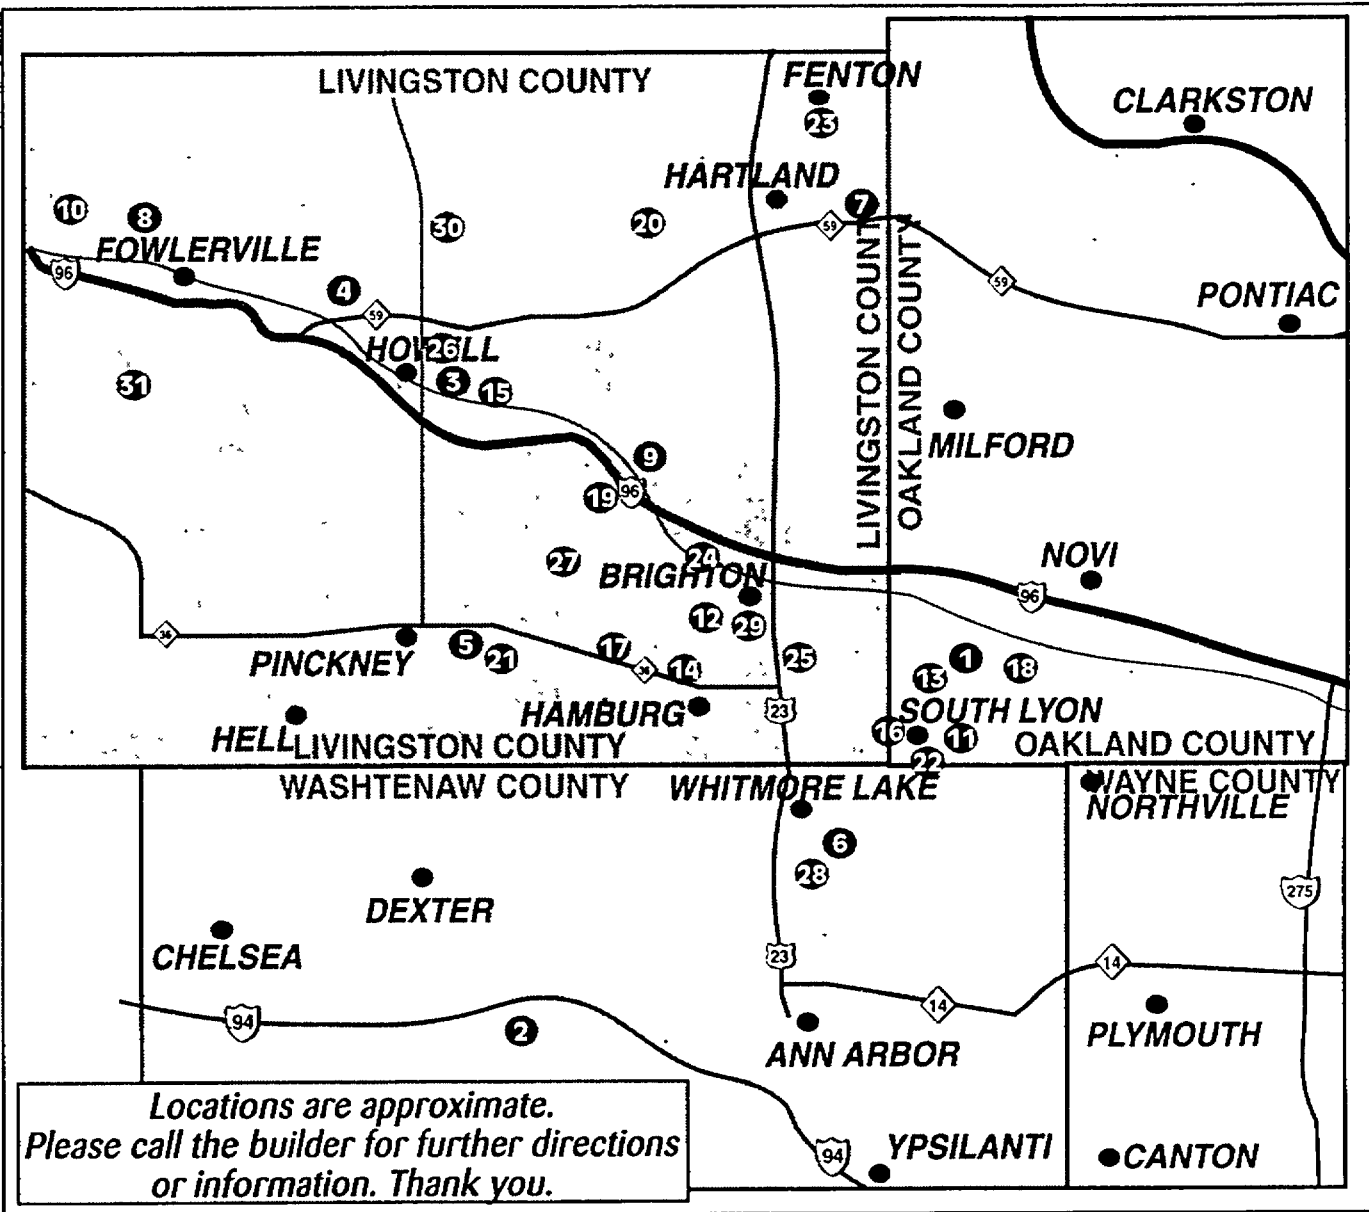 LIVINGSTON COUNTY
FENTON
23
CLARKSTON
HARTLAND
10
8
30
20
7
59
FOWLERVILLE
96
4
59
59
PONTIAC
HOWELL
26
31
3
15
LIVINGSTON COUNTY
OAKLAND COUNTY
MILFORD
9
19
96
27
24
BRIGHTON
NOVI
96
12
29
36
PINCKNEY
5
21
17
36
14
25
1
13
18
HELL
HAMBURG
23
SOUTH LYON
16
11
22
LIVINGSTON COUNTY
OAKLAND COUNTY
WASHTENAW COUNTY
WHITMORE LAKE
WAYNE COUNTY
NORTHVILLE
6
28
DEXTER
275
CHELSEA
23
14
14
94
2
ANN ARBOR
PLYMOUTH
Locations are approximate.
Please call the builder for further directions
or information. Thank you.
94
YPSILANTI
CANTON